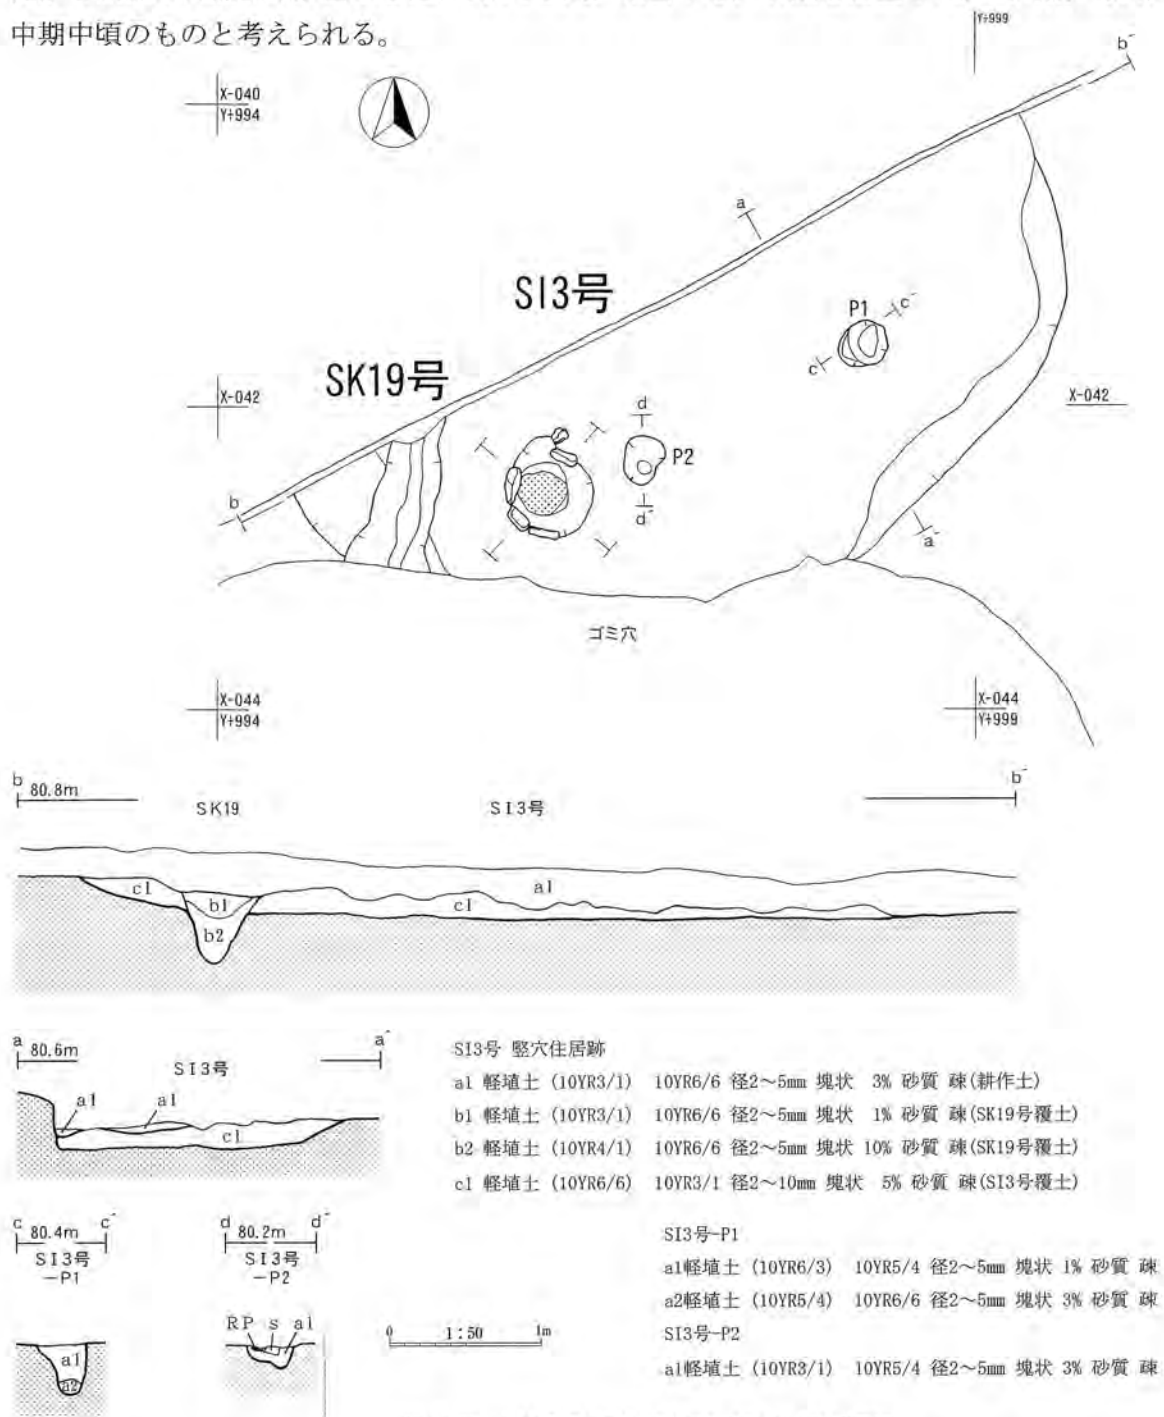 中期中頃のものと考えられる。
Y+999
b´
X-040
Y+994
a
SI3号
P1
c´
c
SK19号
X-042
X-042
d
P2
b
d´
a´
ゴミ穴
X-044
Y+994
X-044
Y+999
b
80.8m
b´
SK19
SI3号
c1
a1
b1
c1
b2
a
80.6m
a´
SI3号
a1
a1
c1
SI3号 竪穴住居跡
a1 軽埴土 (10YR3/1) 10YR6/6 径2～5mm 塊状 3% 砂質 疎(耕作土)
b1 軽埴土 (10YR3/1) 10YR6/6 径2～5mm 塊状 1% 砂質 疎(SK19号覆土)
b2 軽埴土 (10YR4/1) 10YR6/6 径2～5mm 塊状 10% 砂質 疎(SK19号覆土)
c1 軽埴土 (10YR6/6) 10YR3/1 径2～10mm 塊状 5% 砂質 疎(SI3号覆土)
c
80.4m
c´
SI3号
-P1
d
80.2m
d´
SI3号
-P2
SI3号-P1
a1軽埴土 (10YR6/3) 10YR5/4 径2～5mm 塊状 1% 砂質 疎
a2軽埴土 (10YR5/4) 10YR6/6 径2～5mm 塊状 3% 砂質 疎
SI3号-P2
a1軽埴土 (10YR3/1) 10YR5/4 径2～5mm 塊状 3% 砂質 疎
a1
a2
RP s a1
0 1:50 1m